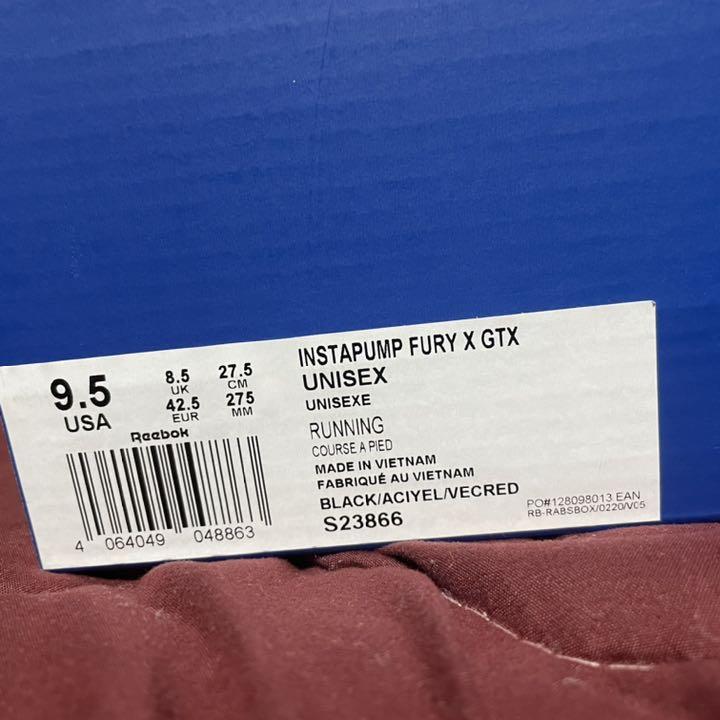 INSTAPUMP FURY X GTX
UNISEX
UNISEXE
RUNNING
COURSE A PIED
MADE IN VIETNAM
FABRIQUÉ AU VIETNAM
BLACK/ACIYEL/VECRED
S23866
9.5
USA
8.5
UK
42.5
EUR
27.5
CM
275
MM
Reebok
4 064049 048863
PO#128098013 EAN
RB-RABSBOX/0220/V05